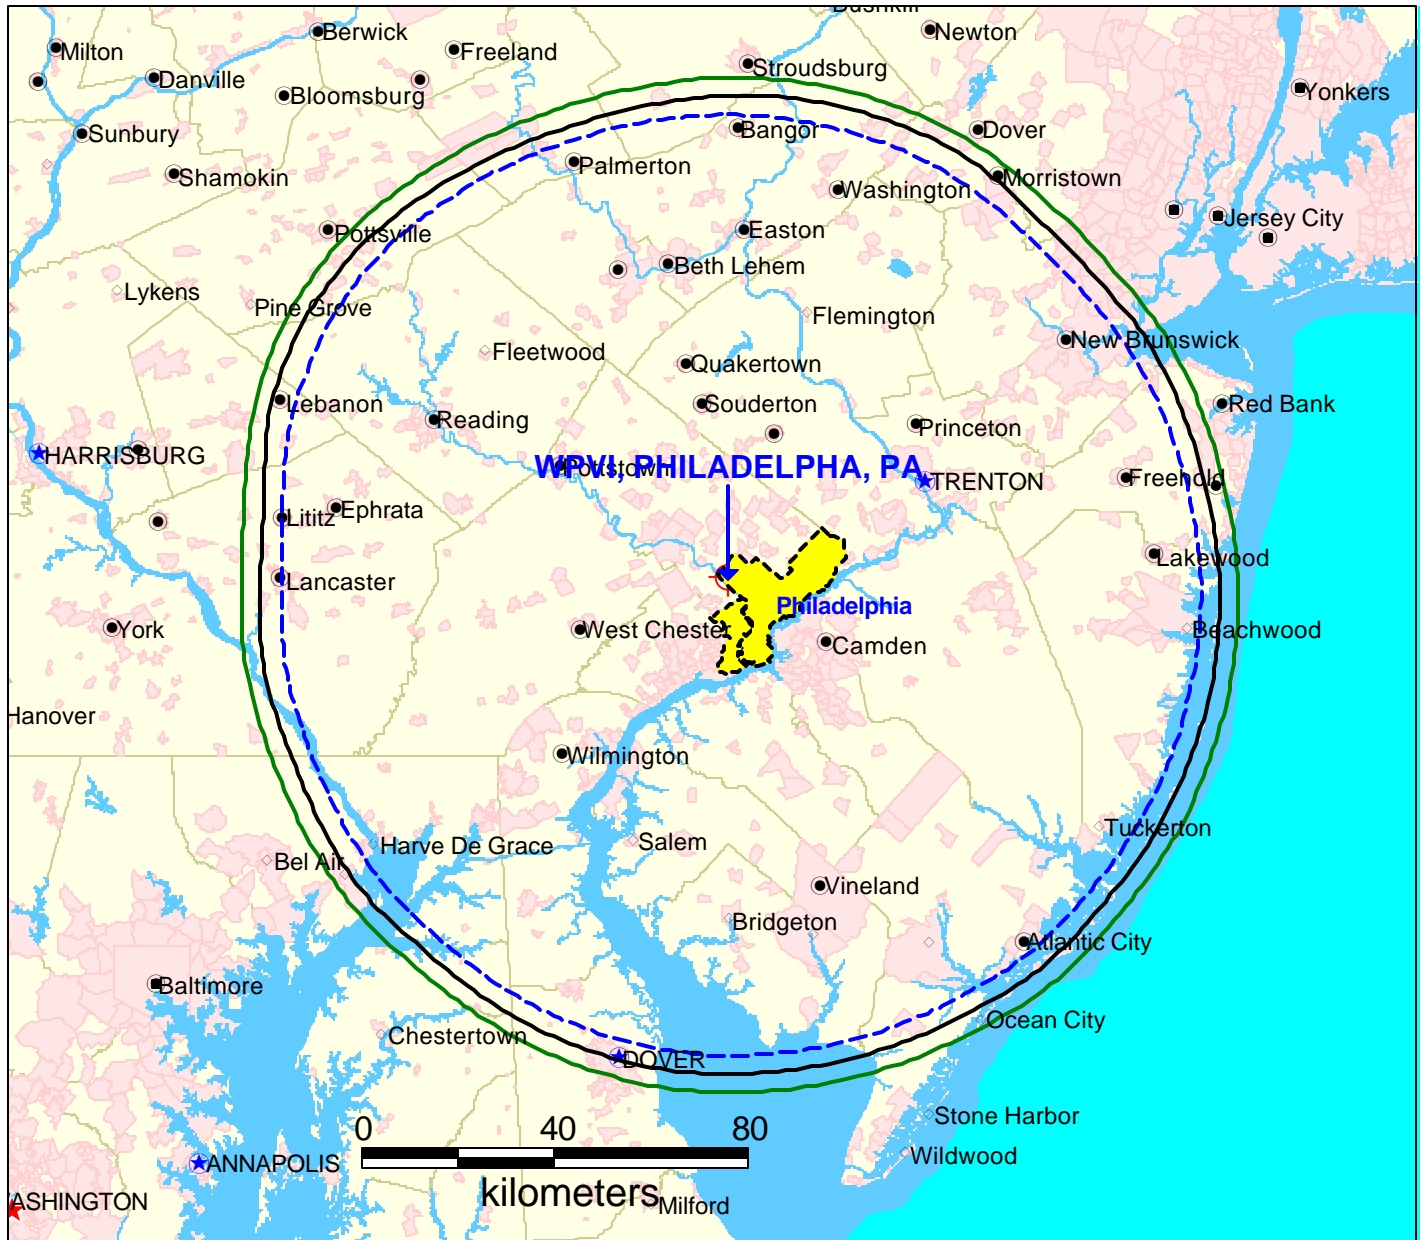 Bushkill
Berwick
Newton
Milton
Freeland
Stroudsburg
Danville
Yonkers
Bloomsburg
Sunbury
Bangor
Dover
Palmerton
Shamokin
Washington
Morristown
Jersey City
Pottsville
Easton
Beth Lehem
Lykens
Pine Grove
Flemington
New Brunswick
Fleetwood
Quakertown
Lebanon
Souderton
Red Bank
Reading
Princeton
HARRISBURG
Pottstown
WPVI, PHILADELPHA, PA
TRENTON
Freehold
Ephrata
Lititz
Lakewood
Lancaster
Philadelphia
York
West Chester
Beachwood
Camden
Hanover
Wilmington
Tuckerton
Salem
Harve De Grace
Bel Air
Vineland
Bridgeton
Atlantic City
Baltimore
Ocean City
Chestertown
DOVER
Stone Harbor
0 40 80
Wildwood
ANNAPOLIS
kilometers
ASHINGTON
Milford